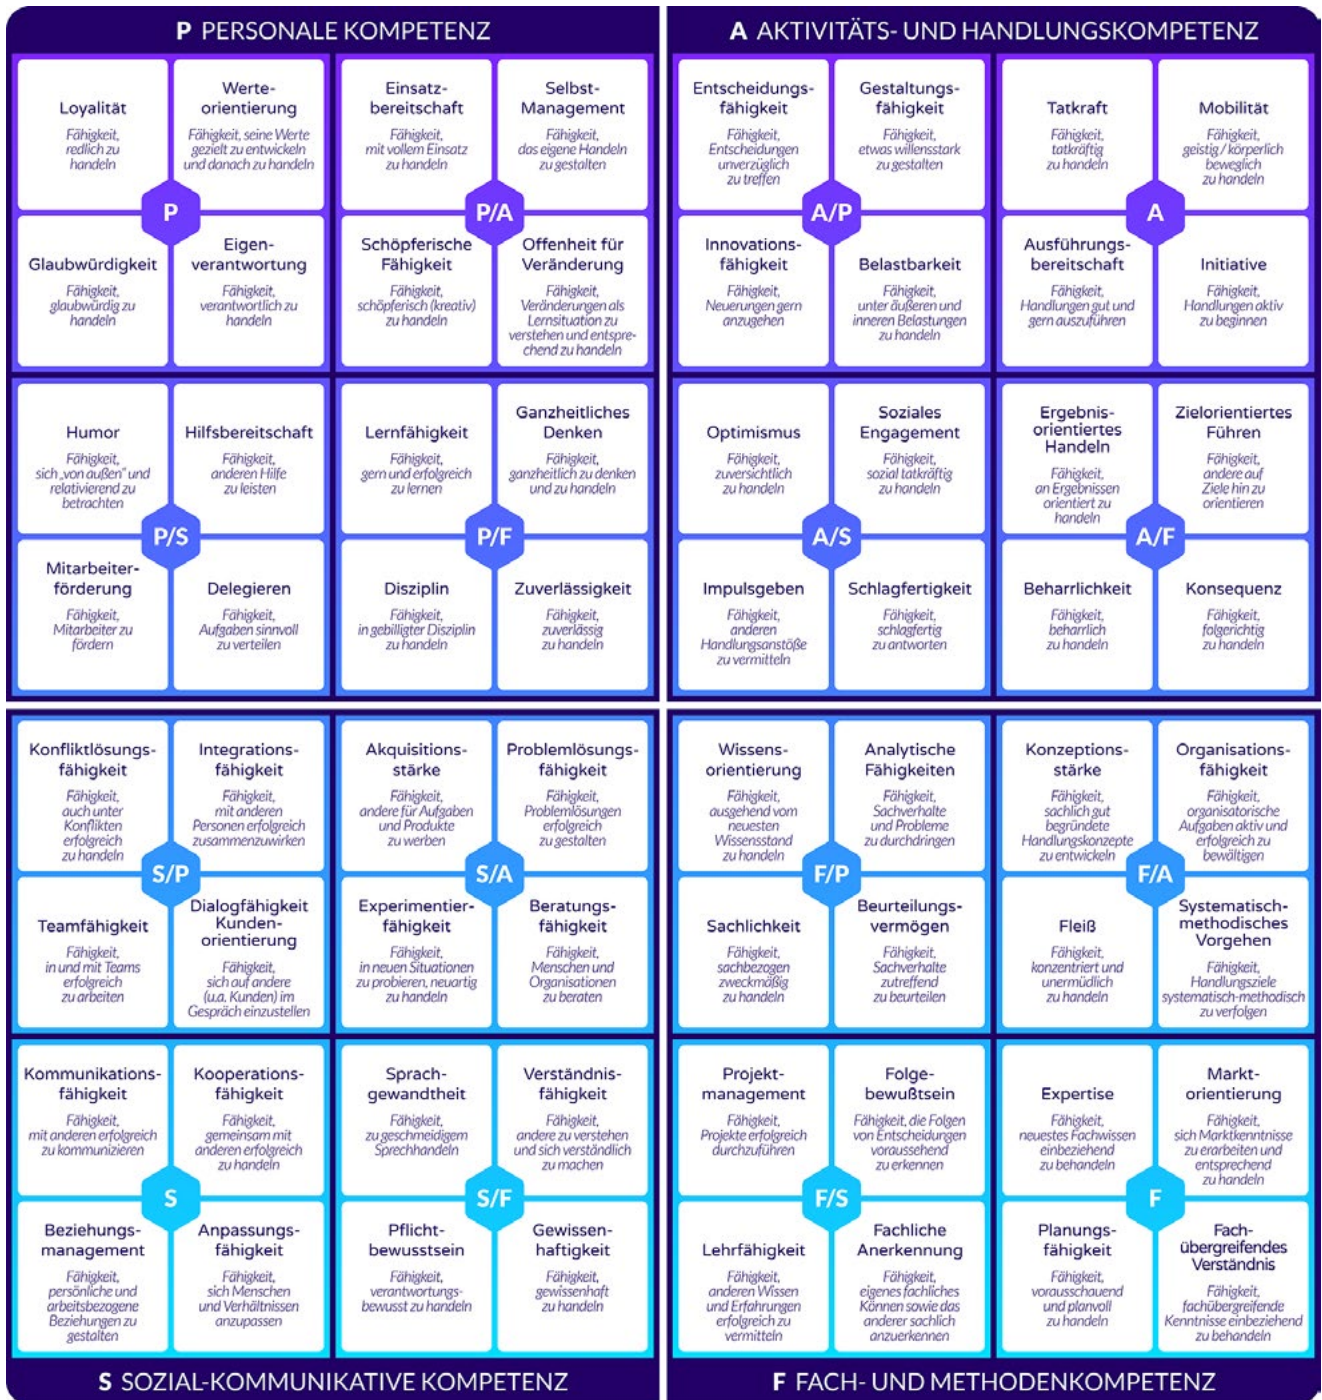 P PERSONALE KOMPETENZ
Loyalität
Fähigkeit,
redlich zu
handeln
Werte-
orientierung
Fähigkeit, seine Werte
gezielt zu entwickeln
und danach zu handeln
P
Glaubwürdigkeit
Fähigkeit,
glaubwürdig zu
handeln
Eigen-
verantwortung
Fähigkeit,
verantwortlich zu
handeln
Einsatz-
bereitschaft
Fähigkeit,
mit vollem Einsatz
zu handeln
Selbst-
Management
Fähigkeit,
das eigene Handeln
zu gestalten
P/A
Schöpferische
Fähigkeit
Fähigkeit,
schöpferisch (kreativ)
zu handeln
Offenheit für
Veränderung
Fähigkeit,
Veränderungen als
Lernsituation zu
verstehen und entspre-
chend zu handeln
Humor
Fähigkeit,
sich „von außen" und
relativierend zu
betrachten
Hilfsbereitschaft
Fähigkeit,
anderen Hilfe
zu leisten
P/S
Mitarbeiter-
förderung
Fähigkeit,
Mitarbeiter zu
fördern
Delegieren
Fähigkeit,
Aufgaben sinnvoll
zu verteilen
Lernfähigkeit
Fähigkeit,
gern und erfolgreich
zu lernen
Ganzheitliches
Denken
Fähigkeit,
ganzheitlich zu denken
und zu handeln
P/F
Disziplin
Fähigkeit,
in gebilligter Disziplin
zu handeln
Zuverlässigkeit
Fähigkeit,
zuverlässig
zu handeln
A AKTIVITÄTS- UND HANDLUNGSKOMPETENZ
Entscheidungs-
fähigkeit
Fähigkeit,
Entscheidungen
unverzüglich
zu treffen
Gestaltungs-
fähigkeit
Fähigkeit,
etwas willensstark
zu gestalten
A/P
Innovations-
fähigkeit
Fähigkeit,
Neuerungen gern
anzugehen
Belastbarkeit
Fähigkeit,
unter äußeren und
inneren Belastungen
zu handeln
Tatkraft
Fähigkeit,
tatkräftig
zu handeln
Mobilität
Fähigkeit,
geistig / körperlich
beweglich
zu handeln
A
Ausführungs-
bereitschaft
Fähigkeit,
Handlungen gut und
gern auszuführen
Initiative
Fähigkeit,
Handlungen aktiv
zu beginnen
Optimismus
Fähigkeit,
zuversichtlich
zu handeln
Soziales
Engagement
Fähigkeit,
sozial tatkräftig
zu handeln
A/S
Impulsgeben
Fähigkeit,
anderen
Handlungsanstöße
zu vermitteln
Schlagfertigkeit
Fähigkeit,
schlagfertig
zu antworten
Ergebnis-
orientiertes
Handeln
Fähigkeit,
an Ergebnissen
orientiert zu
handeln
Zielorientiertes
Führen
Fähigkeit,
andere auf
Ziele hin zu
orientieren
A/F
Beharrlichkeit
Fähigkeit,
beharrlich
zu handeln
Konsequenz
Fähigkeit,
folgerichtig
zu handeln
Konfliktlösungs-
fähigkeit
Fähigkeit,
auch unter
Konflikten
erfolgreich
zu handeln
Integrations-
fähigkeit
Fähigkeit,
mit anderen
Personen erfolgreich
zusammenzuwirken
S/P
Teamfähigkeit
Fähigkeit,
in und mit Teams
erfolgreich
zu arbeiten
Dialogfähigkeit
Kunden-
orientierung
Fähigkeit,
sich auf andere
(u.a. Kunden) im
Gespräch einzustellen
Akquisitions-
stärke
Fähigkeit,
andere für Aufgaben
und Produkte
zu werben
Problemlösungs-
fähigkeit
Fähigkeit,
Problemlösungen
erfolgreich
zu gestalten
S/A
Experimentier-
fähigkeit
Fähigkeit,
in neuen Situationen
zu probieren, neuartig
zu handeln
Beratungs-
fähigkeit
Fähigkeit,
Menschen und
Organisationen
zu beraten
Kommunikations-
fähigkeit
Fähigkeit,
mit anderen erfolgreich
zu kommunizieren
Kooperations-
fähigkeit
Fähigkeit,
gemeinsam mit
anderen erfolgreich
zu handeln
S
Beziehungs-
management
Fähigkeit,
persönliche und
arbeitsbezogene
Beziehungen zu
gestalten
Anpassungs-
fähigkeit
Fähigkeit,
sich Menschen
und Verhältnissen
anzupassen
Sprach-
gewandtheit
Fähigkeit,
zu geschmeidigem
Sprechhandeln
Verständnis-
fähigkeit
Fähigkeit,
andere zu verstehen
und sich verständlich
zu machen
S/F
Pflicht-
bewusstsein
Fähigkeit,
verantwortungs-
bewusst zu handeln
Gewissen-
haftigkeit
Fähigkeit,
gewissenhaft
zu handeln
S SOZIAL-KOMMUNIKATIVE KOMPETENZ
Wissens-
orientierung
Fähigkeit,
ausgehend vom
neuesten
Wissensstand
zu handeln
Analytische
Fähigkeiten
Fähigkeit,
Sachverhalte
und Probleme
zu durchdringen
F/P
Sachlichkeit
Fähigkeit,
sachbezogen
zweckmäßig
zu handeln
Beurteilungs-
vermögen
Fähigkeit,
Sachverhalte
zutreffend
zu beurteilen
Konzeptions-
stärke
Fähigkeit,
sachlich gut
begründete
Handlungskonzepte
zu entwickeln
Organisations-
fähigkeit
Fähigkeit,
organisatorische
Aufgaben aktiv und
erfolgreich zu
bewältigen
F/A
Fleiß
Fähigkeit,
konzentriert und
unermüdlich
zu handeln
Systematisch-
methodisches
Vorgehen
Fähigkeit,
Handlungsziele
systematisch-methodisch
zu verfolgen
Projekt-
management
Fähigkeit,
Projekte erfolgreich
durchzuführen
Folge-
bewußtsein
Fähigkeit, die Folgen
von Entscheidungen
voraussehend
zu erkennen
F/S
Lehrfähigkeit
Fähigkeit,
anderen Wissen
und Erfahrungen
erfolgreich zu
vermitteln
Fachliche
Anerkennung
Fähigkeit,
eigenes fachliches
Können sowie das
anderer sachlich
anzuerkennen
Expertise
Fähigkeit,
neuestes Fachwissen
einbeziehend
zu behandeln
Markt-
orientierung
Fähigkeit,
sich Marktkenntnisse
zu erarbeiten und
entsprechend
zu handeln
F
Planungs-
fähigkeit
Fähigkeit,
vorausschauend
und planvoll
zu handeln
Fach-
übergreifendes
Verständnis
Fähigkeit,
fachübergreifende
Kenntnisse einbeziehend
zu behandeln
F FACH- UND METHODENKOMPETENZ